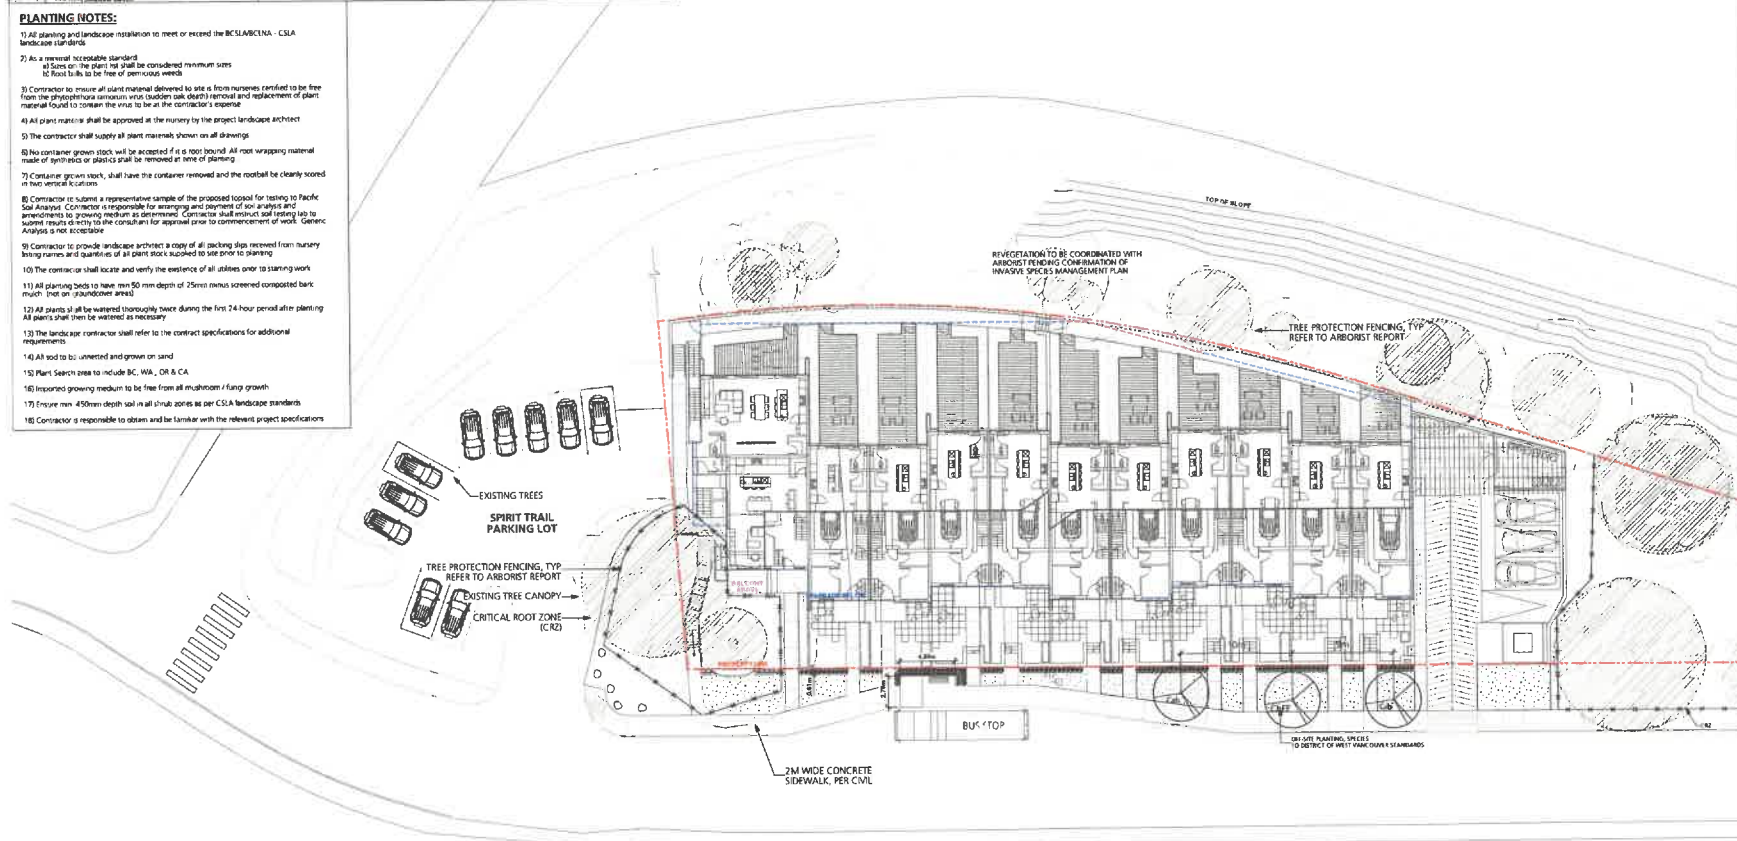 PLANTING NOTES:
1) All planting and landscape installation to meet or exceed the BCSLA/BCLNA - CSLA
landscape standards
2) As a minimal acceptable standard
a) Sizes on the plant list shall be considered minimum sizes
b) Root balls to be free of pernicious weeds
3) Contractor to ensure all plant material delivered to site is from nurseries certified to be free
from the phytophthora ramorum virus (sudden oak death) removal and replacement of plant
material found to contain the virus to be at the contractor's expense
4) All plant material shall be approved at the nursery by the project landscape architect
5) The contractor shall supply all plant materials shown on all drawings
6) No container grown stock will be accepted if it is root bound. All root wrapping material
made of synthetics or plastics shall be removed at time of planting
7) Container grown stock, shall have the container removed and the rootball be cleanly scored
in two vertical locations
8) Contractor to submit a representative sample of the proposed topsoil for testing to Pacific
Soil Analysis. Contractor is responsible for arranging and payment of soil analysis and
amendments to growing medium as determined. Contractor shall instruct soil testing lab to
submit results directly to the consultant for approval prior to commencement of work. Generic
Analysis is not acceptable
9) Contractor to provide landscape architect a copy of all packing slips received from nursery
listing names and quantities of all plant stock supplied to site prior to planting
10) The contractor shall locate and verify the existence of all utilities prior to starting work
11) All planting beds to have min 50 mm depth of 25mm minus screened composted bark
mulch (not on groundcover areas)
12) All plants shall be watered thoroughly twice during the first 24-hour period after planting
All plants shall then be watered as necessary
13) The landscape contractor shall refer to the contract specifications for additional
requirements
14) All sod to be unnetted and grown on sand
15) Plant Search area to include BC, WA, OR & CA
16) Imported growing medium to be free from all mushroom / fungi growth
17) Ensure min 450mm depth soil in all shrub zones as per CSLA landscape standards
18) Contractor is responsible to obtain and be familiar with the relevant project specifications
TOP OF SLOPE
REVEGETATION TO BE COORDINATED WITH
ARBORIST PENDING CONFIRMATION OF
INVASIVE SPECIES MANAGEMENT PLAN
TREE PROTECTION FENCING, TYP
REFER TO ARBORIST REPORT
EXISTING TREES
SPIRIT TRAIL
PARKING LOT
TREE PROTECTION FENCING, TYP
REFER TO ARBORIST REPORT
EXISTING TREE CANOPY
CRITICAL ROOT ZONE
(CRZ)
BUS STOP
2M WIDE CONCRETE
SIDEWALK, PER CIVIL
OFF-SITE PLANTING, SPECIES
TO DISTRICT OF WEST VANCOUVER STANDARDS
CRZ